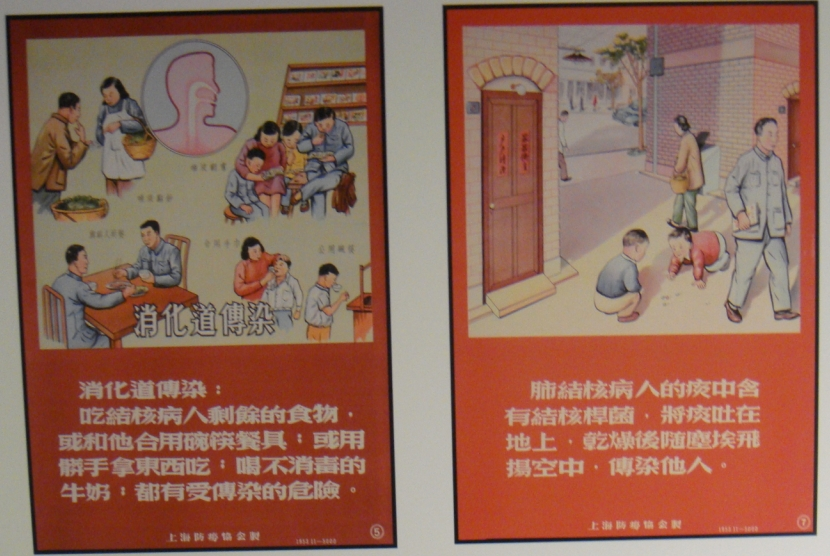 消化道傳染
消化道傳染：
吃結核病人剩餘的食物，
或和他合用碗筷餐具；或用
髒手拿東西吃；喝不消毒的
牛奶；都有受傳染的危險。
上海防癆協会製
⑤
肺結核病人的痰中含
有結核桿菌，將痰吐在
地上，乾燥後随塵埃飛
揚空中，傳染他人。
上海防癆協会製
⑦